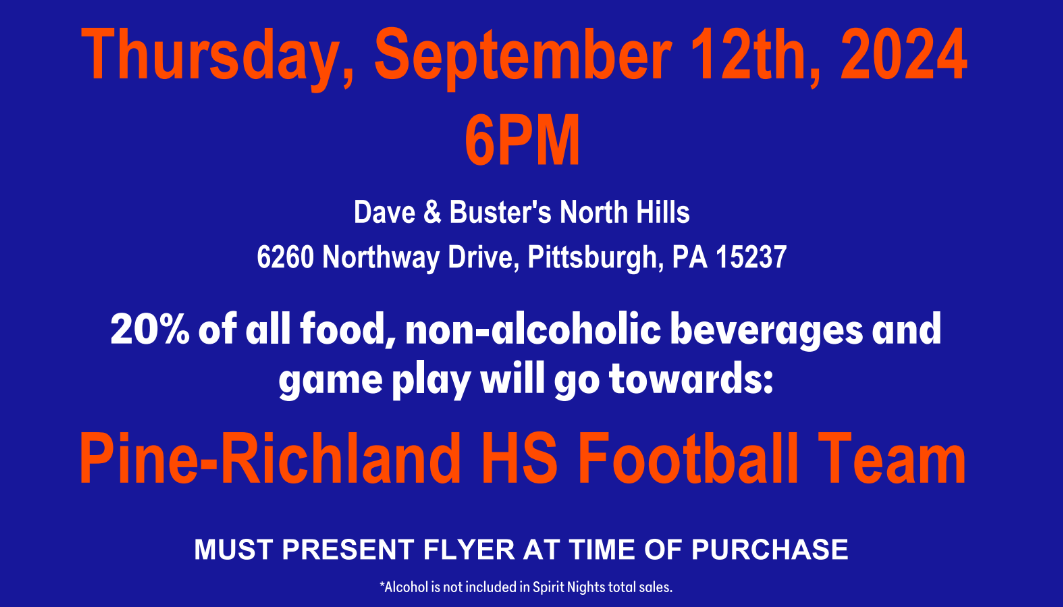 Thursday, September 12th, 2024
6PM
Dave & Buster's North Hills
6260 Northway Drive, Pittsburgh, PA 15237
20% of all food, non-alcoholic beverages and
game play will go towards:
Pine-Richland HS Football Team
MUST PRESENT FLYER AT TIME OF PURCHASE
*Alcohol is not included in Spirit Nights total sales.